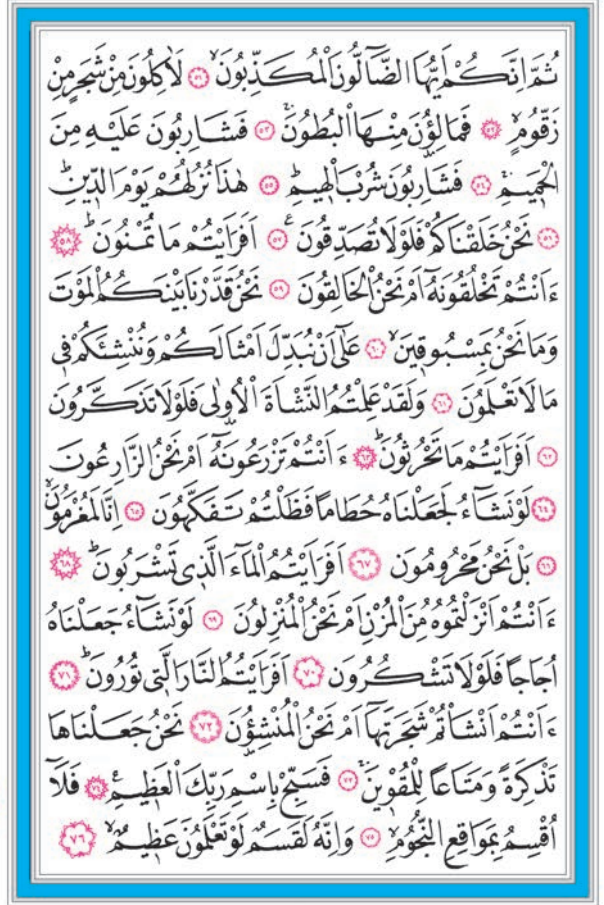 ثُمَّ اِنَّكُمْ اَيُّهَا الضَّٓالُّونَ الْمُكَذِّبُونَۙ ﴿٥١﴾ لَاٰكِلُونَ مِنْ شَجَرٍ مِنْ
زَقُّومٍۙ ﴿٥٢﴾ فَمَالِؤُ۫نَ مِنْهَا الْبُطُونَۚ ﴿٥٣﴾ فَشَارِبُونَ عَلَيْهِ مِنَ
الْحَمٖيمِۚ ﴿٥٤﴾ فَشَارِبُونَ شُرْبَ الْهٖيمِۜ ﴿٥٥﴾ هٰذَا نُزُلُهُمْ يَوْمَ الدّٖينِۜ
﴿٥٦﴾ نَحْنُ خَلَقْنَاكُمْ فَلَوْلَا تُصَدِّقُونَ ﴿٥٧﴾ اَفَرَاَيْتُمْ مَا تُمْنُونَۜ ﴿٥٨﴾
ءَاَنْتُمْ تَخْلُقُونَهُٓ اَمْ نَحْنُ الْخَالِقُونَ ﴿٥٩﴾ نَحْنُ قَدَّرْنَا بَيْنَكُمُ الْمَوْتَ
وَمَا نَحْنُ بِمَسْبُوقٖينَۙ ﴿٦٠﴾ عَلٰٓى اَنْ نُبَدِّلَ اَمْثَالَكُمْ وَنُنْشِئَكُمْ فٖى
مَا لَا تَعْلَمُونَ ﴿٦١﴾ وَلَقَدْ عَلِمْتُمُ النَّشْاَةَ الْاُو۫لٰى فَلَوْلَا تَذَكَّرُونَ
﴿٦٢﴾ اَفَرَاَيْتُمْ مَا تَحْرُثُونَۜ ﴿٦٣﴾ ءَاَنْتُمْ تَزْرَعُونَهُٓ اَمْ نَحْنُ الزَّارِعُونَ
﴿٦٤﴾ لَوْ نَشَٓاءُ لَجَعَلْنَاهُ حُطَامًا فَظَلْتُمْ تَفَكَّهُونَ ﴿٦٥﴾ اِنَّا لَمُغْرَمُونَۙ
﴿٦٦﴾ بَلْ نَحْنُ مَحْرُومُونَ ﴿٦٧﴾ اَفَرَاَيْتُمُ الْمَٓاءَ الَّذٖى تَشْرَبُونَۜ ﴿٦٨﴾
ءَاَنْتُمْ اَنْزَلْتُمُوهُ مِنَ الْمُزْنِ اَمْ نَحْنُ الْمُنْزِلُونَ ﴿٦٩﴾ لَوْ نَشَٓاءُ جَعَلْنَاهُ
اُجَاجًا فَلَوْلَا تَشْكُرُونَ ﴿٧٠﴾ اَفَرَاَيْتُمُ النَّارَ الَّتٖى تُورُونَۜ ﴿٧١﴾
ءَاَنْتُمْ اَنْشَاْتُمْ شَجَرَتَهَٓا اَمْ نَحْنُ الْمُنْشِؤُ۫نَ ﴿٧٢﴾ نَحْنُ جَعَلْنَاهَا
تَذْكِرَةً وَمَتَاعًا لِلْمُقْوٖينَۚ ﴿٧٣﴾ فَسَبِّحْ بِاسْمِ رَبِّكَ الْعَظٖيمِ ﴿٧٤﴾ فَلَٓا
اُقْسِمُ بِمَوَاقِعِ النُّجُومِۙ ﴿٧٥﴾ وَاِنَّهُ لَقَسَمٌ لَوْ تَعْلَمُونَ عَظٖيمٌۙ ﴿٧٦﴾